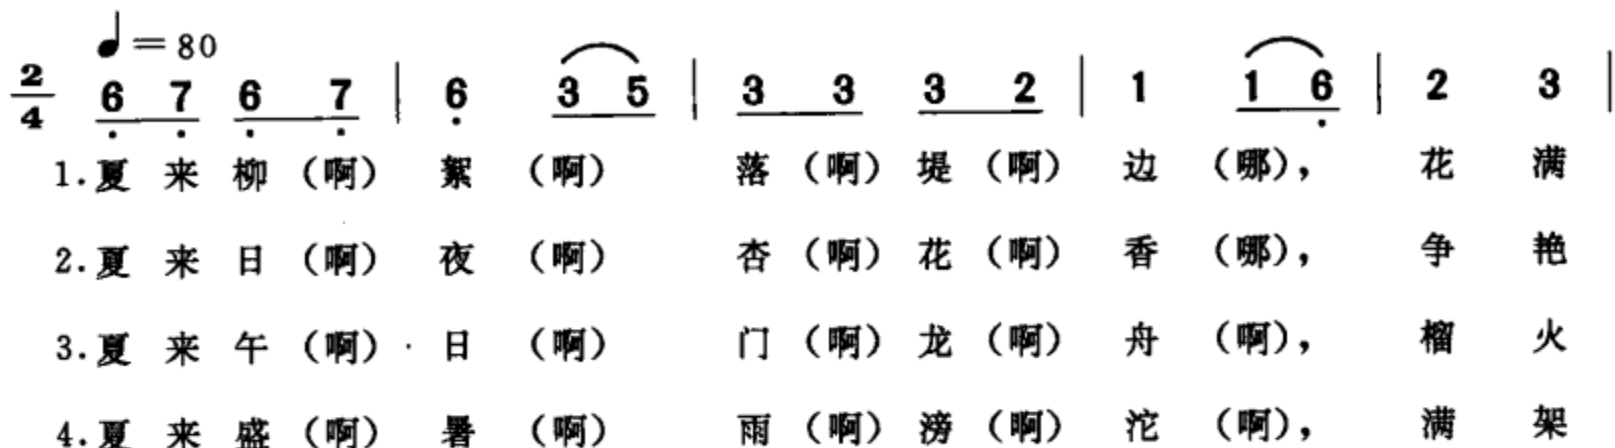 ♩= 80
2/4 6 7 6 7 | 6 3 5 | 3 3 3 2 | 1 1 6 | 2 3 |
1.夏 来 柳 (啊) 絮 (啊) 落 (啊) 堤 (啊) 边 (哪), 花 满
2.夏 来 日 (啊) 夜 (啊) 杏 (啊) 花 (啊) 香 (哪), 争 艳
3.夏 来 午 (啊) 日 (啊) 门 (啊) 龙 (啊) 舟 (啊), 榴 火
4.夏 来 盛 (啊) 暑 (啊) 雨 (啊) 滂 (啊) 沱 (啊), 满 架